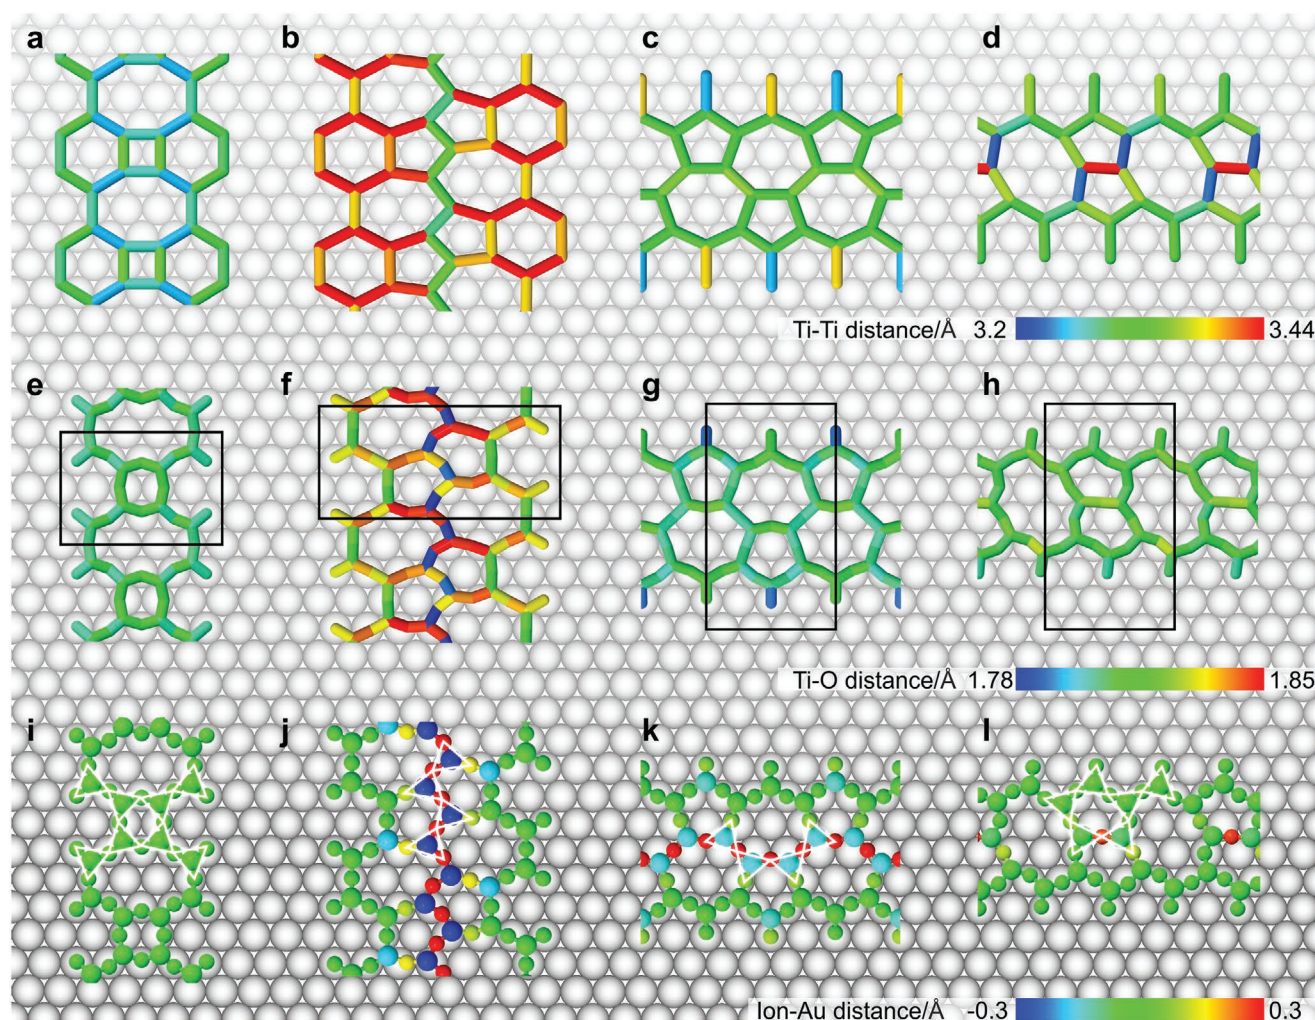 a b c d
Ti-Ti distance/Å 3.2 3.44
e f g h
Ti-O distance/Å 1.78 1.85
i j k l
Ion-Au distance/Å -0.3 0.3